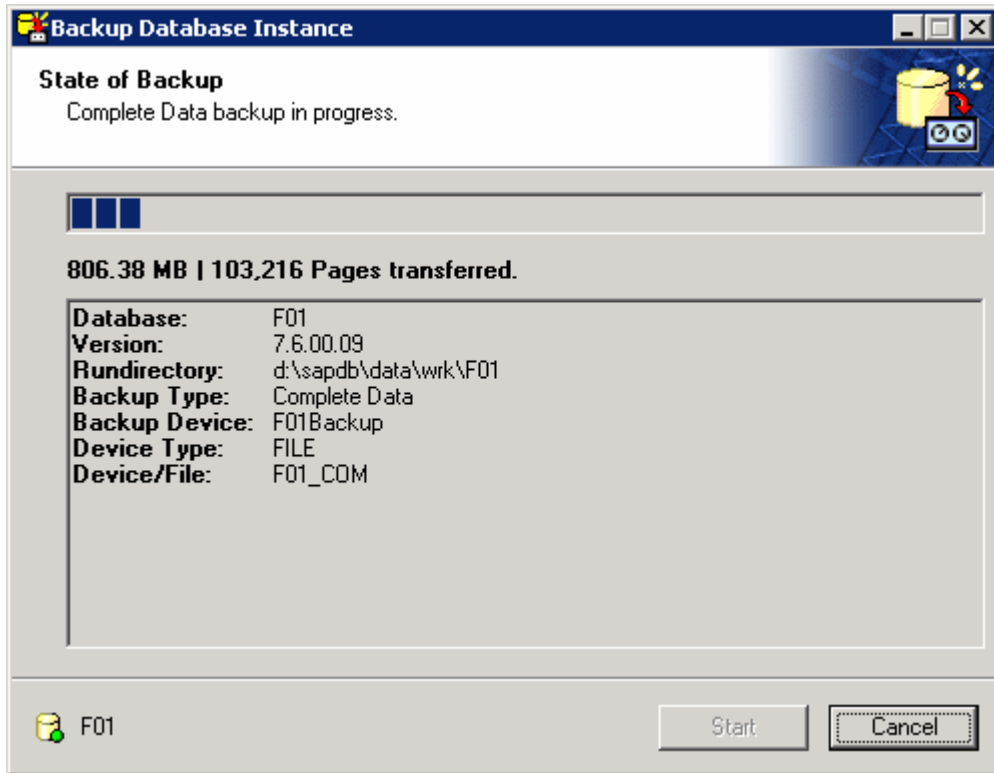 Backup Database Instance
State of Backup
Complete Data backup in progress.
806.38 MB | 103,216 Pages transferred.
Database: F01
Version: 7.6.00.09
Rundirectory: d:\sapdb\data\wrk\F01
Backup Type: Complete Data
Backup Device: F01Backup
Device Type: FILE
Device/File: F01_COM
F01 Start Cancel